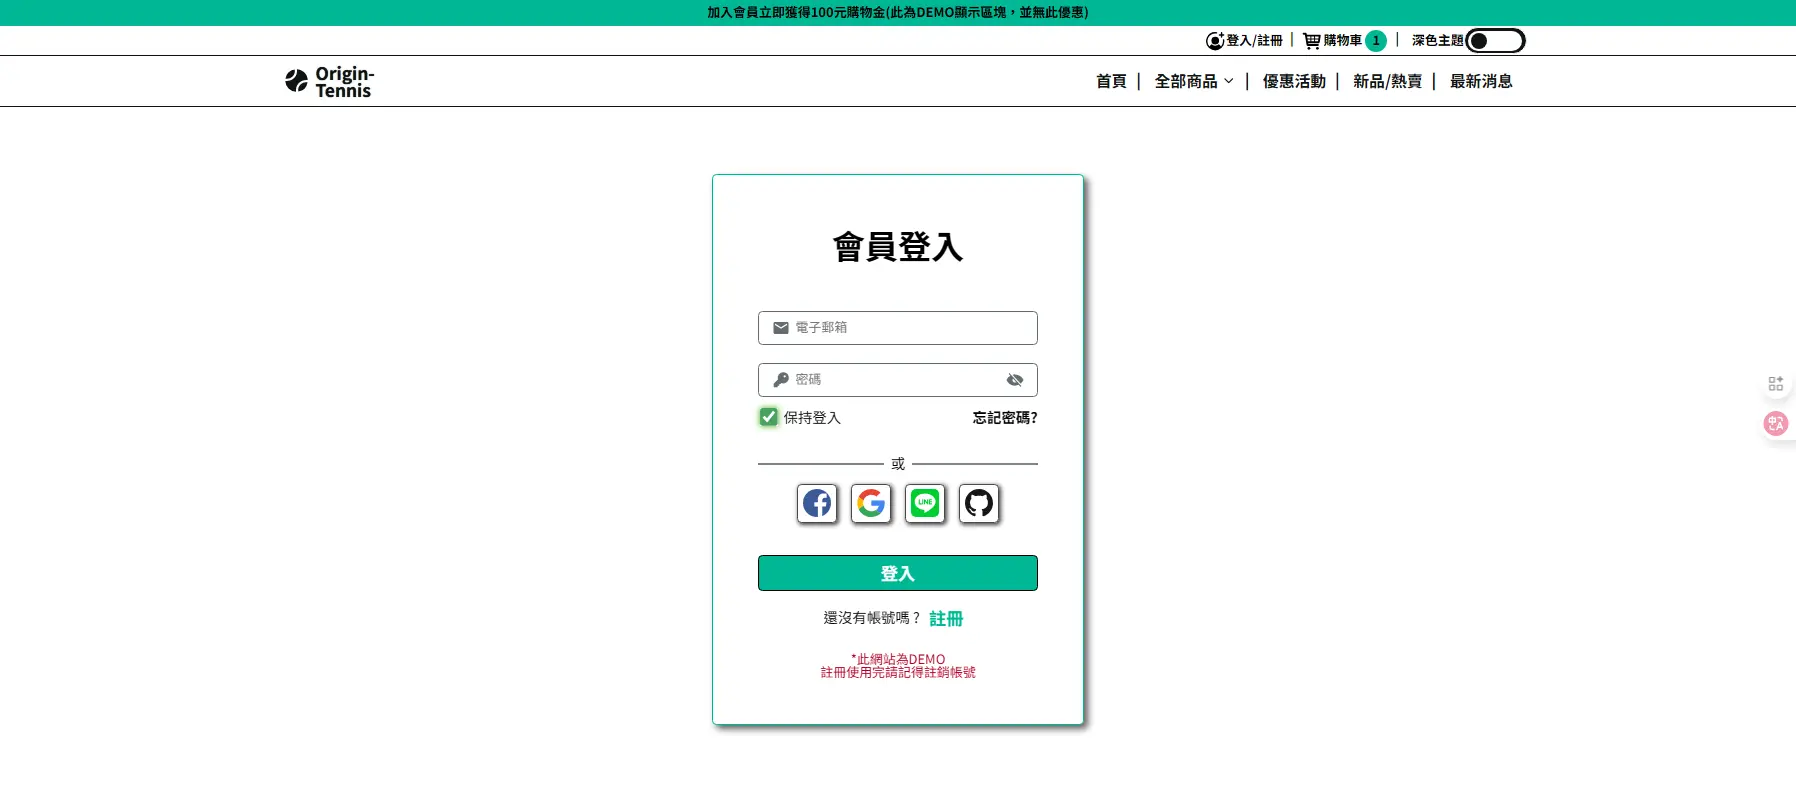 加入會員立即獲得100元購物金(此為DEMO顯示區塊，並無此優惠)
登入/註冊 | 購物車 1 | 深色主題
Origin-
Tennis
首頁 | 全部商品 | 優惠活動 | 新品/熱賣 | 最新消息
會員登入
電子郵箱
密碼
保持登入 忘記密碼?
或
LINE
登入
還沒有帳號嗎？ 註冊
*此網站為DEMO
註冊使用完請記得註銷帳號
中
A